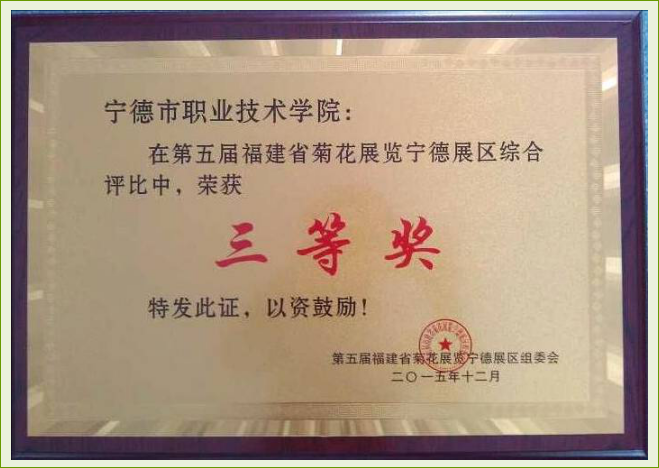 宁德市职业技术学院：
在第五届福建省菊花展览宁德展区综合
评比中，荣获
三等奖
特发此证，以资鼓励！
第五届福建省菊花展览宁德展区组委会
二〇一五年十二月